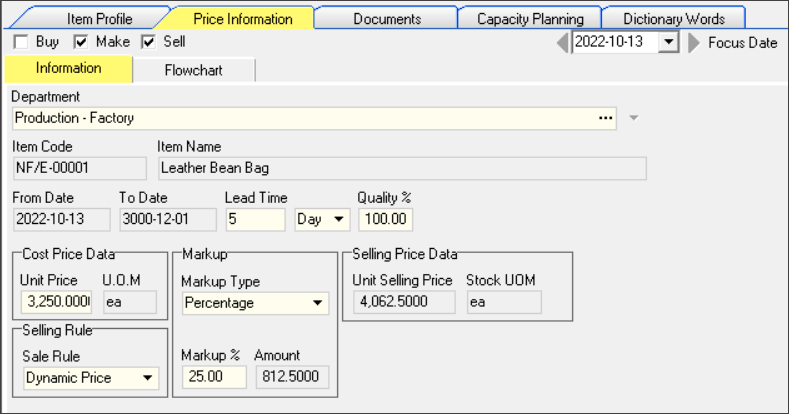 Item Profile Price Information Documents Capacity Planning Dictionary Words
Buy Make Sell 2022-10-13 Focus Date
Information Flowchart
Department
Production - Factory ...
Item Code Item Name
NF/E-00001 Leather Bean Bag
From Date To Date Lead Time Quality %
2022-10-13 3000-12-01 5 Day 100.00
Cost Price Data Markup Selling Price Data
Unit Price U.O.M Markup Type Unit Selling Price Stock UOM
3,250.000 ea Percentage 4,062.5000 ea
Selling Rule
Sale Rule Markup % Amount
Dynamic Price 25.00 812.5000